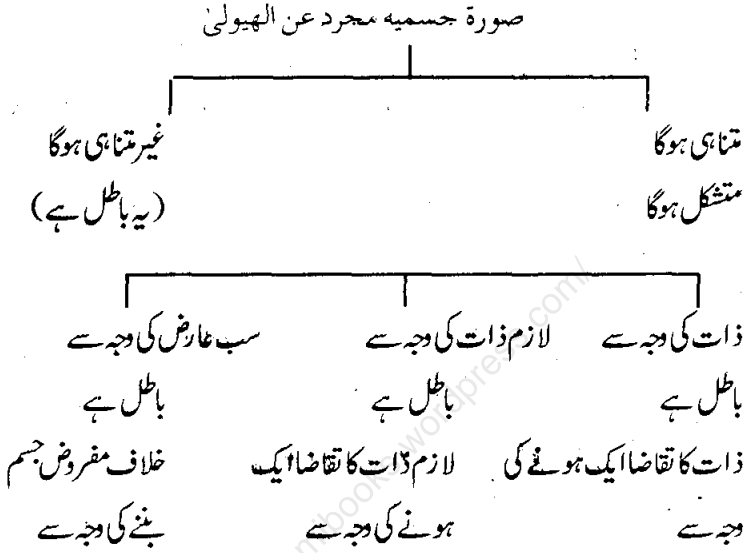 صورۃ جسمیہ مجرد عن الھیولیٰ
متناہی ہوگا غیر متناہی ہوگا
متشکل ہوگا (یہ باطل ہے)
ذات کی وجہ سے لازم ذات کی وجہ سے سب عارض کی وجہ سے
باطل ہے باطل ہے باطل ہے
ذات کا تقاضا ایک ہونے کی لازم ذات کا تقاضا ایک خلاف مفروض جسم
وجہ سے ہونے کی وجہ سے بننے کی وجہ سے